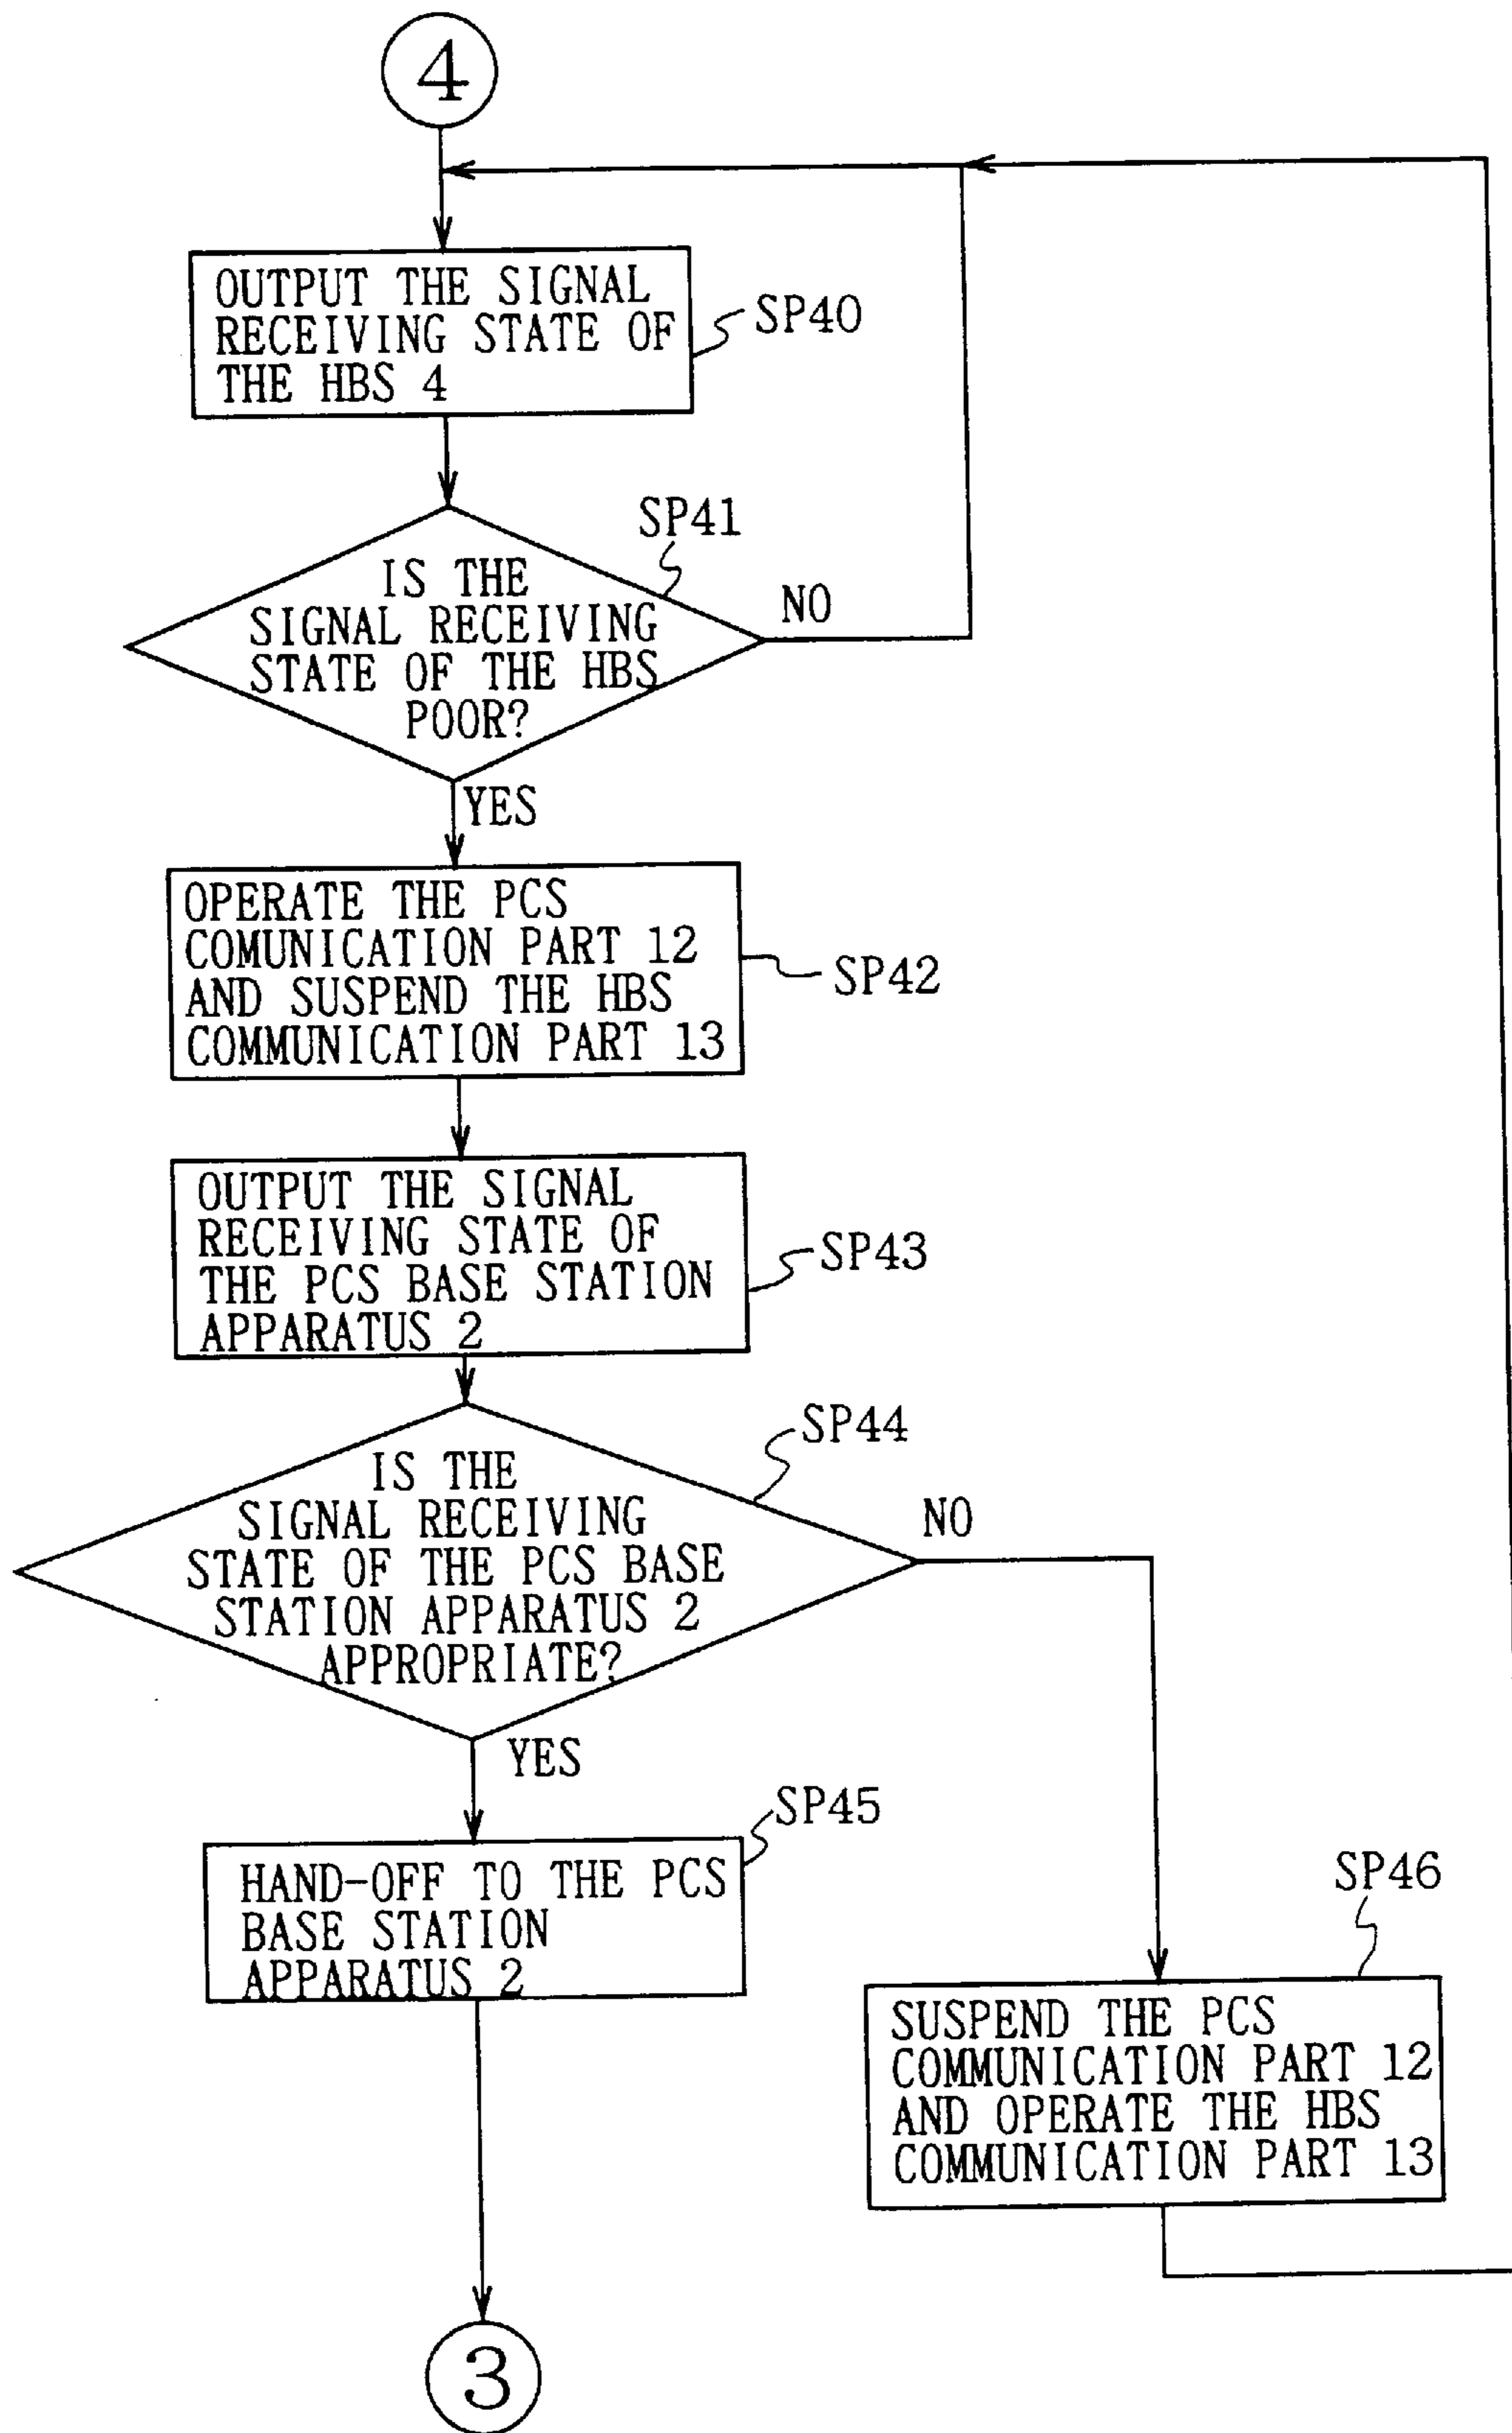 4
OUTPUT THE SIGNAL
RECEIVING STATE OF
THE HBS 4
SP40
SP41
IS THE
SIGNAL RECEIVING
STATE OF THE HBS
POOR?
NO
YES
OPERATE THE PCS
COMUNICATION PART 12
AND SUSPEND THE HBS
COMMUNICATION PART 13
SP42
OUTPUT THE SIGNAL
RECEIVING STATE OF
THE PCS BASE STATION
APPARATUS 2
SP43
SP44
IS THE
SIGNAL RECEIVING
STATE OF THE PCS BASE
STATION APPARATUS 2
APPROPRIATE?
NO
YES
SP45
HAND-OFF TO THE PCS
BASE STATION
APPARATUS 2
SP46
SUSPEND THE PCS
COMMUNICATION PART 12
AND OPERATE THE HBS
COMMUNICATION PART 13
3